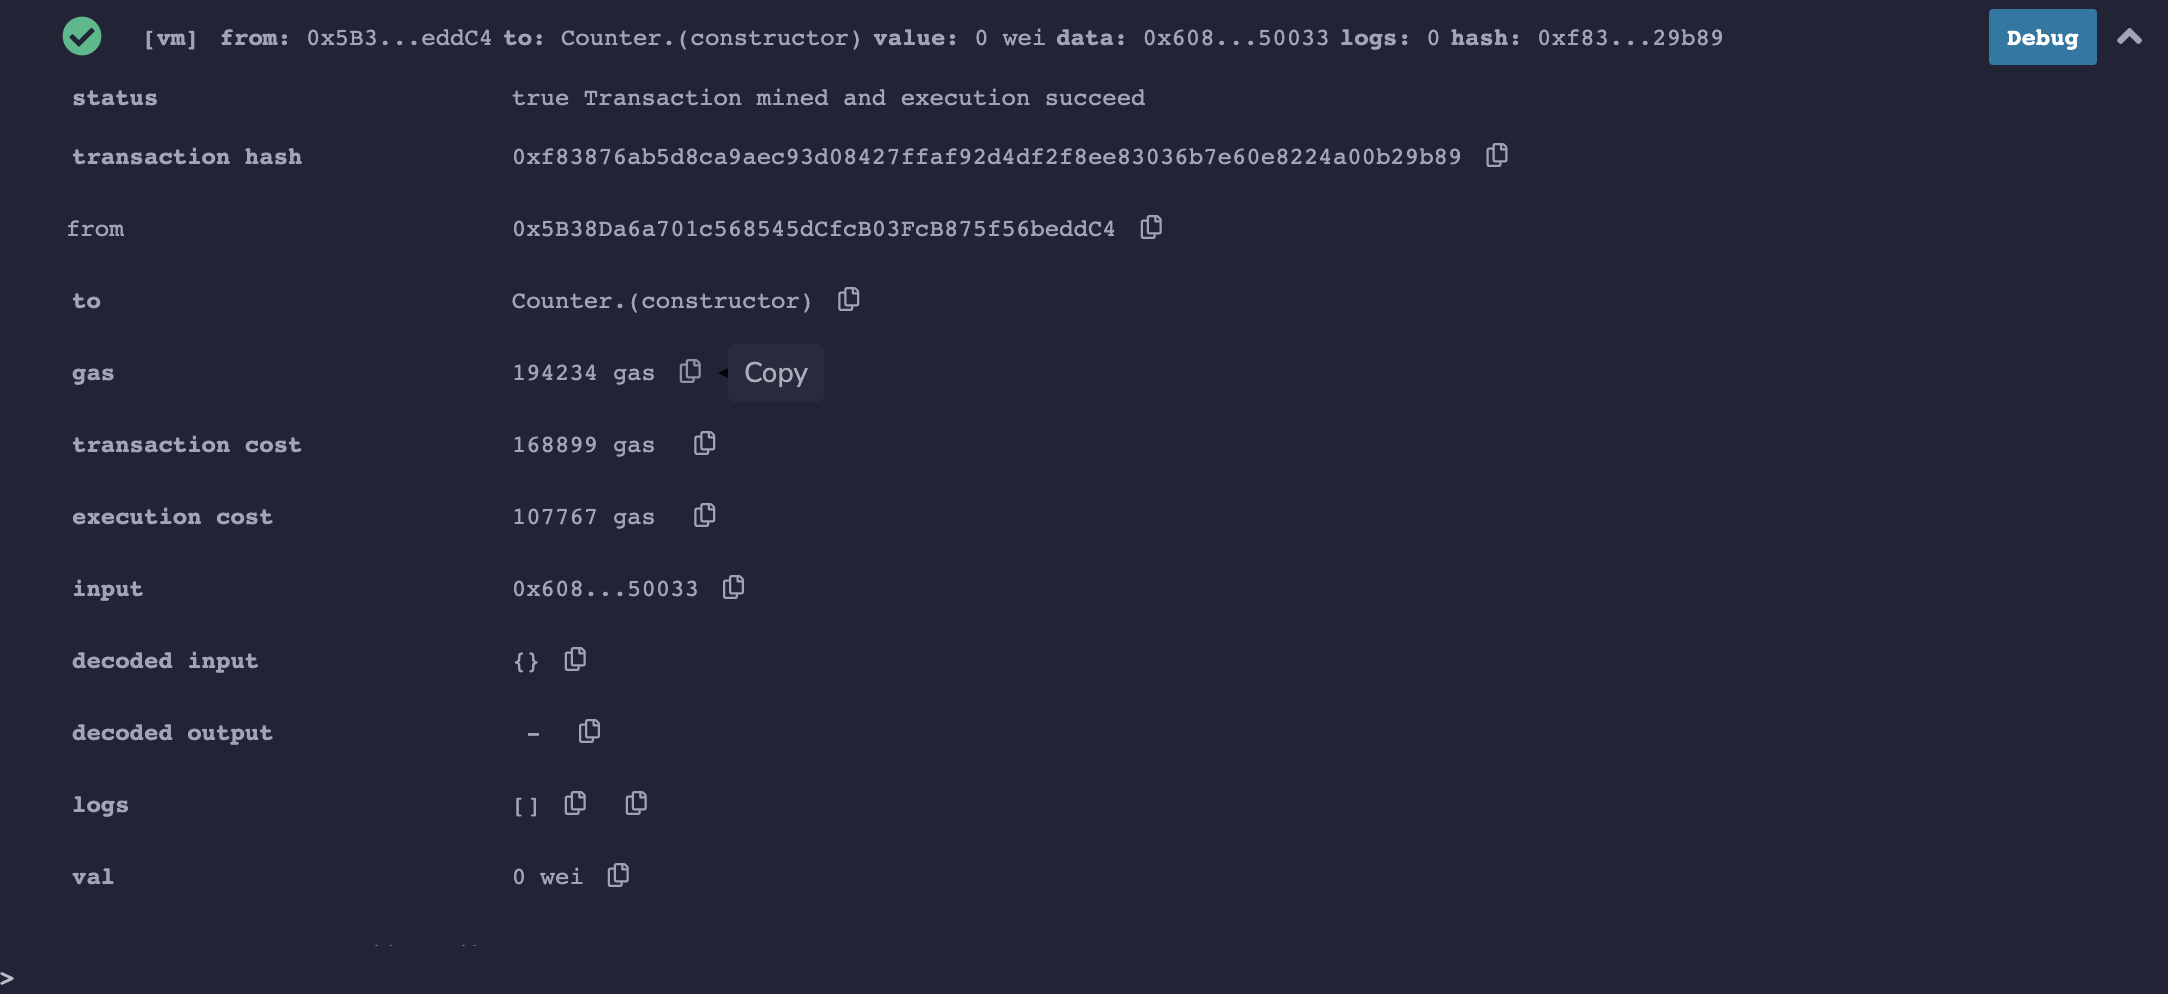 [vm] from: 0x5B3...eddC4 to: Counter.(constructor) value: 0 wei data: 0x608...50033 logs: 0 hash: 0xf83...29b89 Debug
status true Transaction mined and execution succeed
transaction hash 0xf83876ab5d8ca9aec93d08427ffaf92d4df2f8ee83036b7e60e8224a00b29b89
from 0x5B38Da6a701c568545dCfcB03FcB875f56beddC4
to Counter.(constructor)
gas 194234 gas Copy
transaction cost 168899 gas
execution cost 107767 gas
input 0x608...50033
decoded input {}
decoded output -
logs []
val 0 wei
>